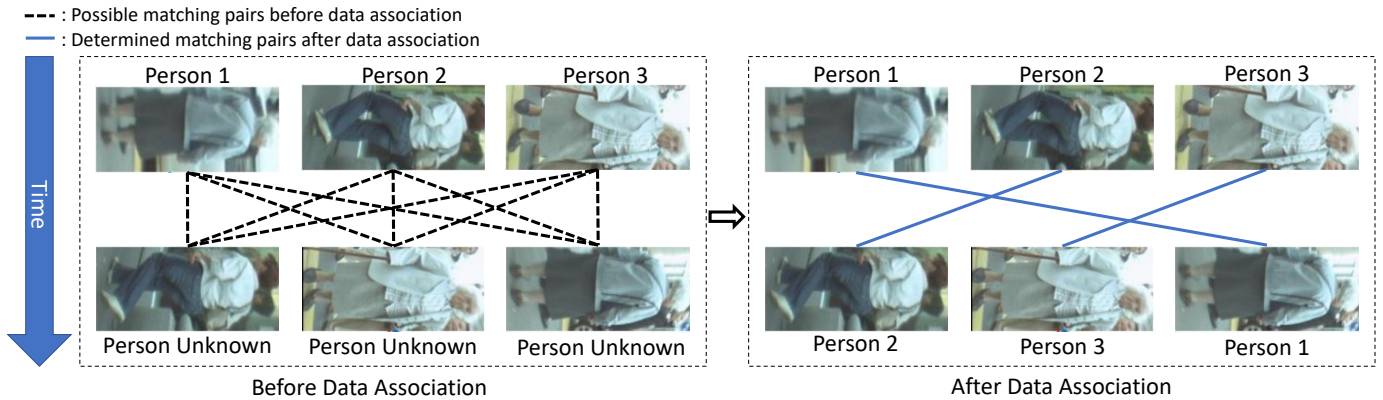 : Possible matching pairs before data association
: Determined matching pairs after data association
Time
Person 1 Person 2 Person 3
Person Unknown Person Unknown Person Unknown
Before Data Association
Person 1 Person 2 Person 3
Person 2 Person 3 Person 1
After Data Association